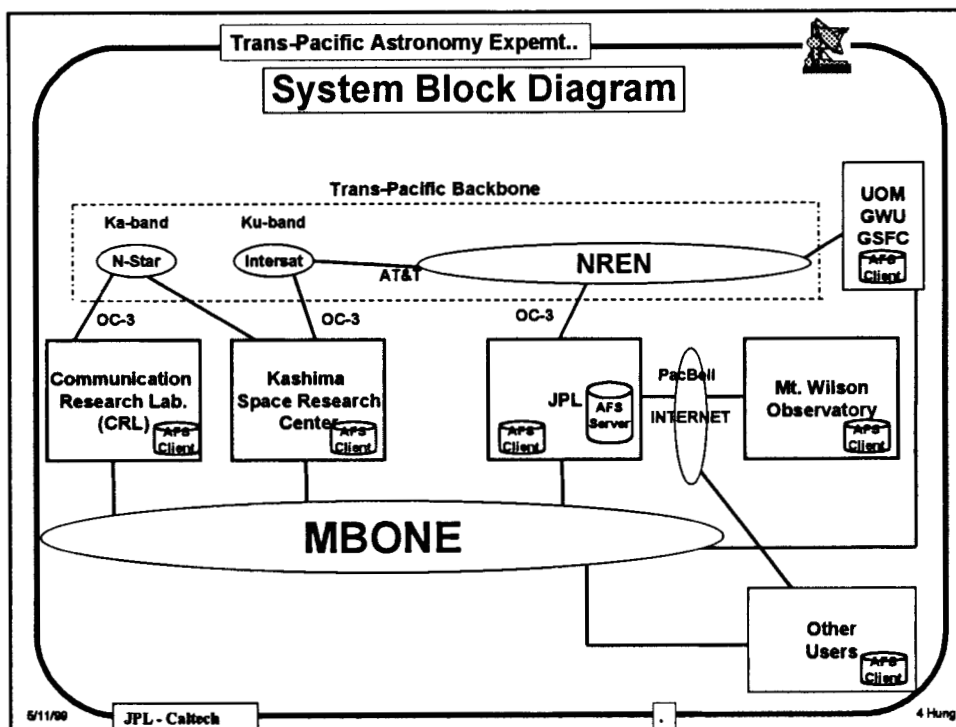 Trans-Pacific Astronomy Expemt..
System Block Diagram
Trans-Pacific Backbone
Ka-band
Ku-band
N-Star
Intersat
AT&T
NREN
UOM
GWU
GSFC
AFS
Client
OC-3
OC-3
OC-3
Communication
Research Lab.
(CRL)
AFS
Client
Kashima
Space Research
Center
AFS
Client
JPL
AFS
Server
AFS
Client
PacBell
INTERNET
Mt. Wilson
Observatory
AFS
Client
MBONE
Other
Users
AFS
Client
5/11/99
JPL - Caltech
.
4 Hung